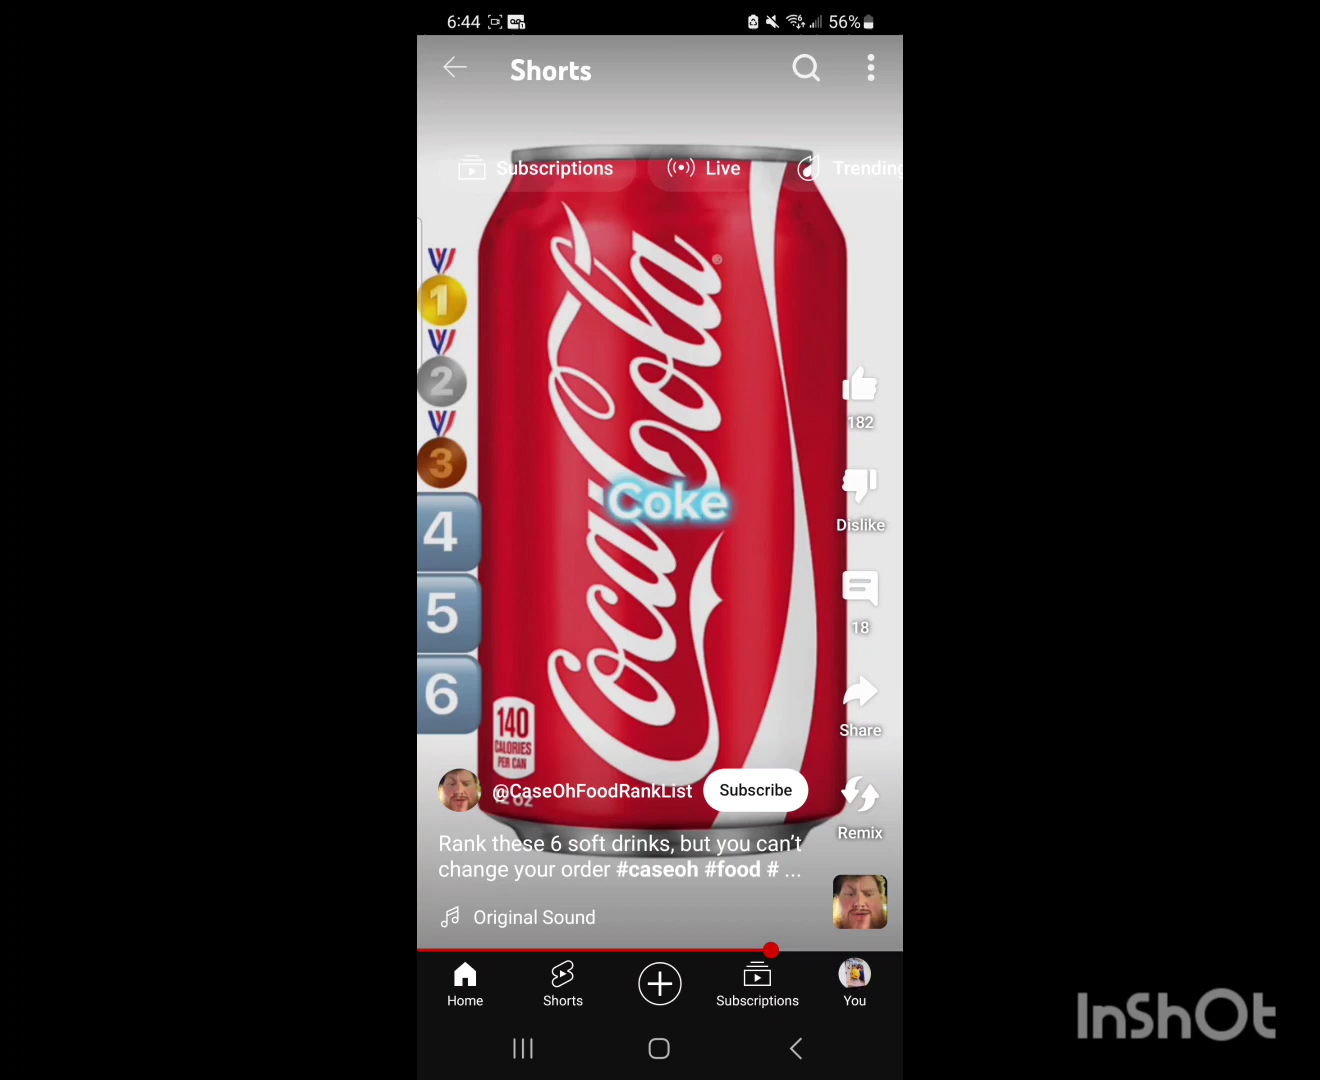 6:44
56%
Shorts
Subscriptions
Live
Trending
Coca-Cola
®
1
2
3
4
5
6
Coke
182
Dislike
18
Share
Remix
140
CALORIES
PER CAN
12 OZ
@CaseOhFoodRankList
Subscribe
Rank these 6 soft drinks, but you can't
change your order #caseoh #food # ...
Original Sound
Home
Shorts
Subscriptions
You
InShOt